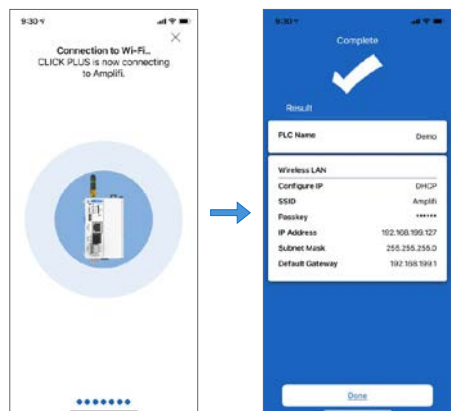 9:30
Connection to Wi-Fi..
CLICK PLUS is now connecting
to Amplifi.
9:30
Complete
Result
PLC Name Demo
Wireless LAN
Configure IP DHCP
SSID Amplifi
Passkey ••••••
IP Address 192.168.199.127
Subnet Mask 255.255.255.0
Default Gateway 192.168.199.1
Done